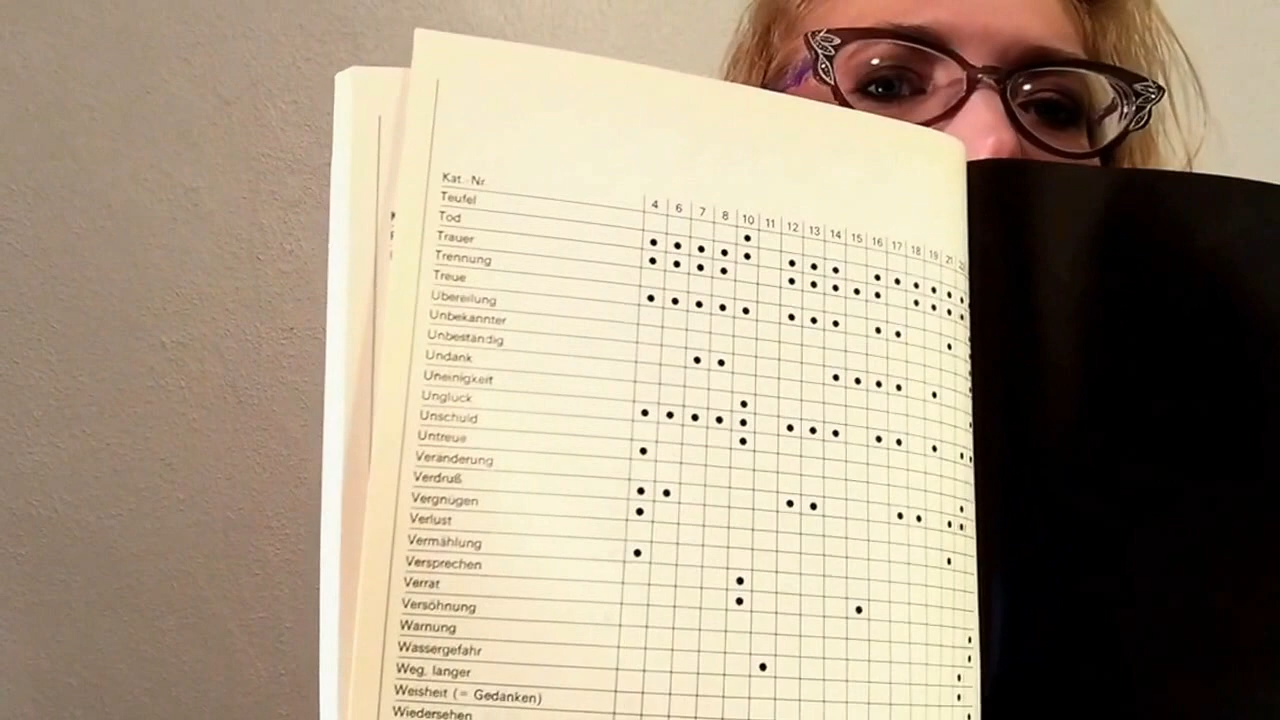 Kat.-Nr. 4 6 7 8 10 11 12 13 14 15 16 17 18 19 21
Teufel
Tod
Trauer
Trennung
Treue
Übereilung
Unbekannter
Unbeständig
Undank
Uneinigkeit
Unglück
Unschuld
Untreue
Veränderung
Verdruß
Vergnügen
Verlust
Vermählung
Versprechen
Verrat
Versöhnung
Warnung
Wassergefahr
Weg, langer
Weisheit (= Gedanken)
Wiedersehen